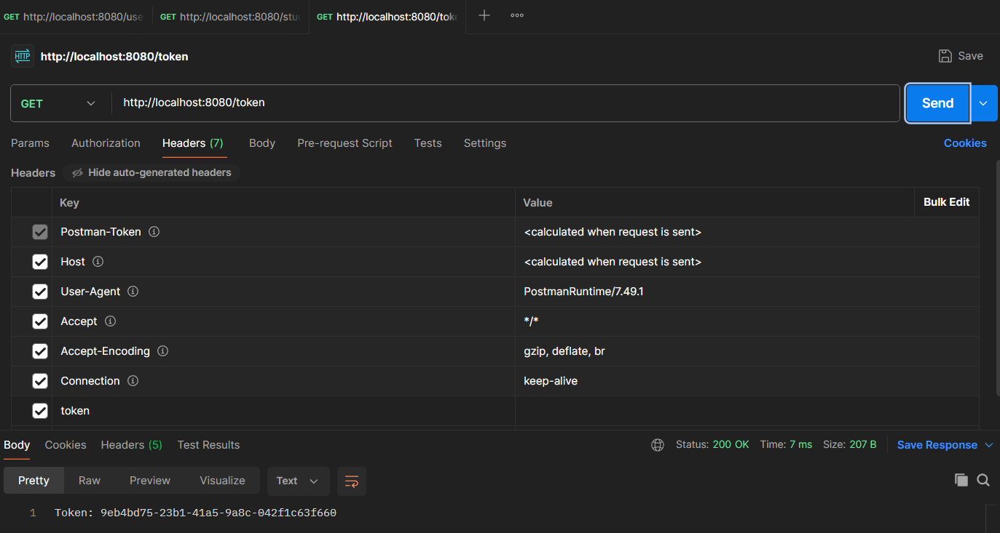 GET http://localhost:8080/use GET http://localhost:8080/stu GET http://localhost:8080/tok
HTTP http://localhost:8080/token Save
GET http://localhost:8080/token Send
Params Authorization Headers (7) Body Pre-request Script Tests Settings Cookies
Headers Hide auto-generated headers
Key Value Bulk Edit
Postman-Token <calculated when request is sent>
Host <calculated when request is sent>
User-Agent PostmanRuntime/7.49.1
Accept */*
Accept-Encoding gzip, deflate, br
Connection keep-alive
token
Body Cookies Headers (5) Test Results Status: 200 OK Time: 7 ms Size: 207 B Save Response
Pretty Raw Preview Visualize Text
1 Token: 9eb4bd75-23b1-41a5-9a8c-042f1c63f660